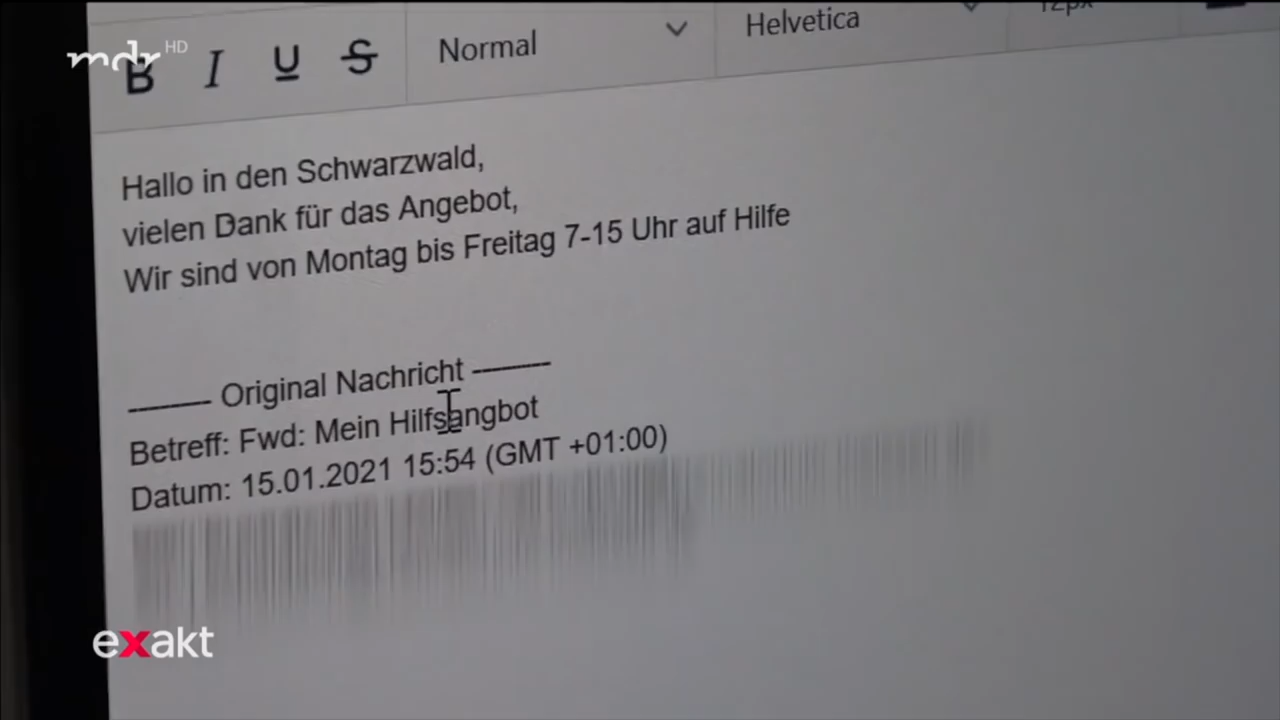 mdr HD
B I U S Normal Helvetica 12px
Hallo in den Schwarzwald,
vielen Dank für das Angebot,
Wir sind von Montag bis Freitag 7-15 Uhr auf Hilfe
--------- Original Nachricht ---------
Betreff: Fwd: Mein Hilfsangbot
Datum: 15.01.2021 15:54 (GMT +01:00)
exakt